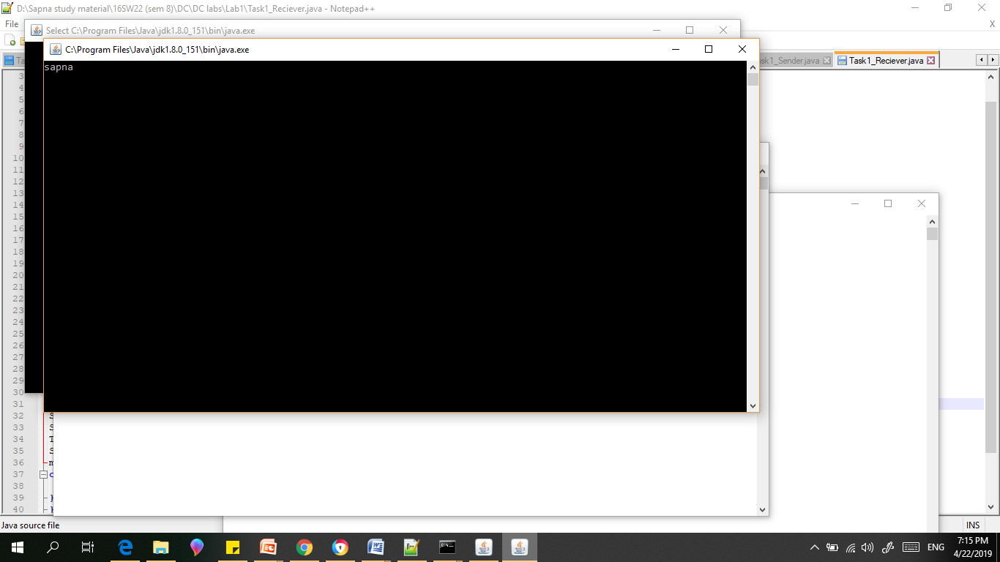 D:\Sapna study material\16SW22 (sem 8)\DC\DC labs\Lab1\Task1_Reciever.java - Notepad++
File
X
Select C:\Program Files\Java\jdk1.8.0_151\bin\java.exe
C:\Program Files\Java\jdk1.8.0_151\bin\java.exe
sapna
Ta
sk1_Sender.java
Task1_Reciever.java
3
4
5
6
7
8
9
10
11
12
13
14
15
16
17
18
19
20
21
22
23
24
25
26
27
28
29
30
31
32 S
33 S
34 T
35 S
36 m
37 c
38
39 }
40 }
Java source file
INS
ENG
7:15 PM
4/22/2019